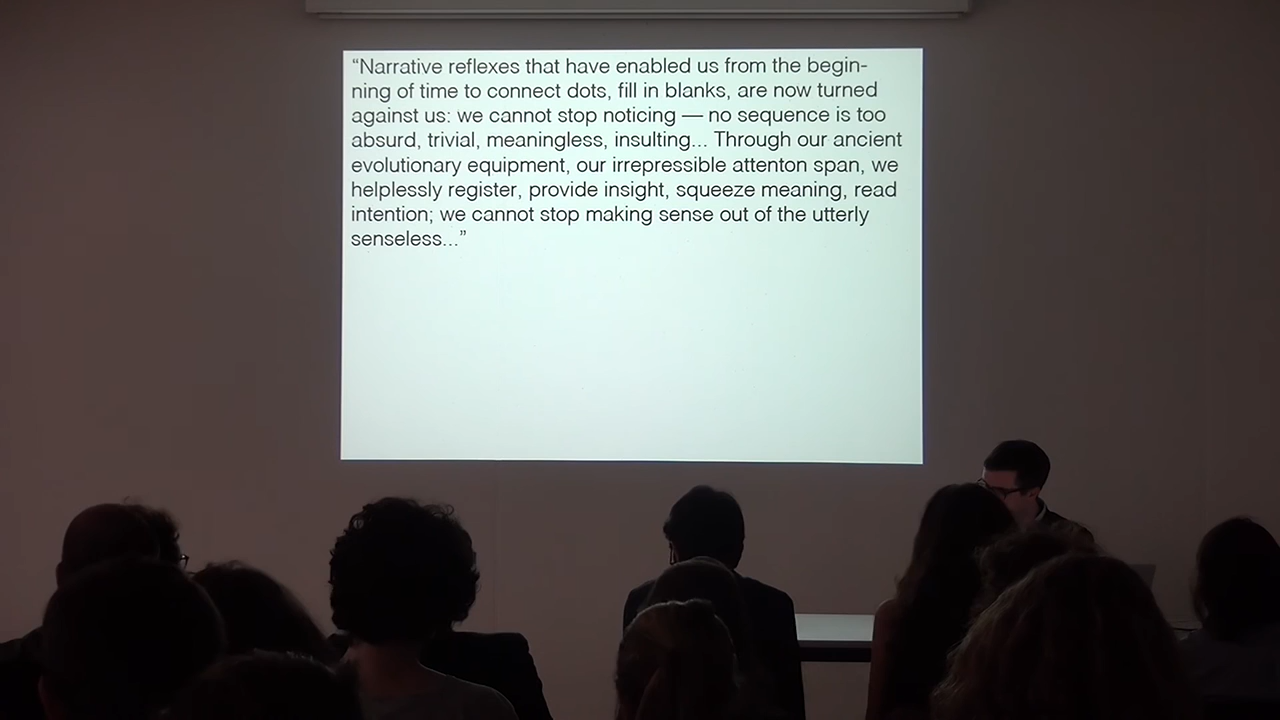 “Narrative reflexes that have enabled us from the begin-
ning of time to connect dots, fill in blanks, are now turned
against us: we cannot stop noticing — no sequence is too
absurd, trivial, meaningless, insulting... Through our ancient
evolutionary equipment, our irrepressible attenton span, we
helplessly register, provide insight, squeeze meaning, read
intention; we cannot stop making sense out of the utterly
senseless...”